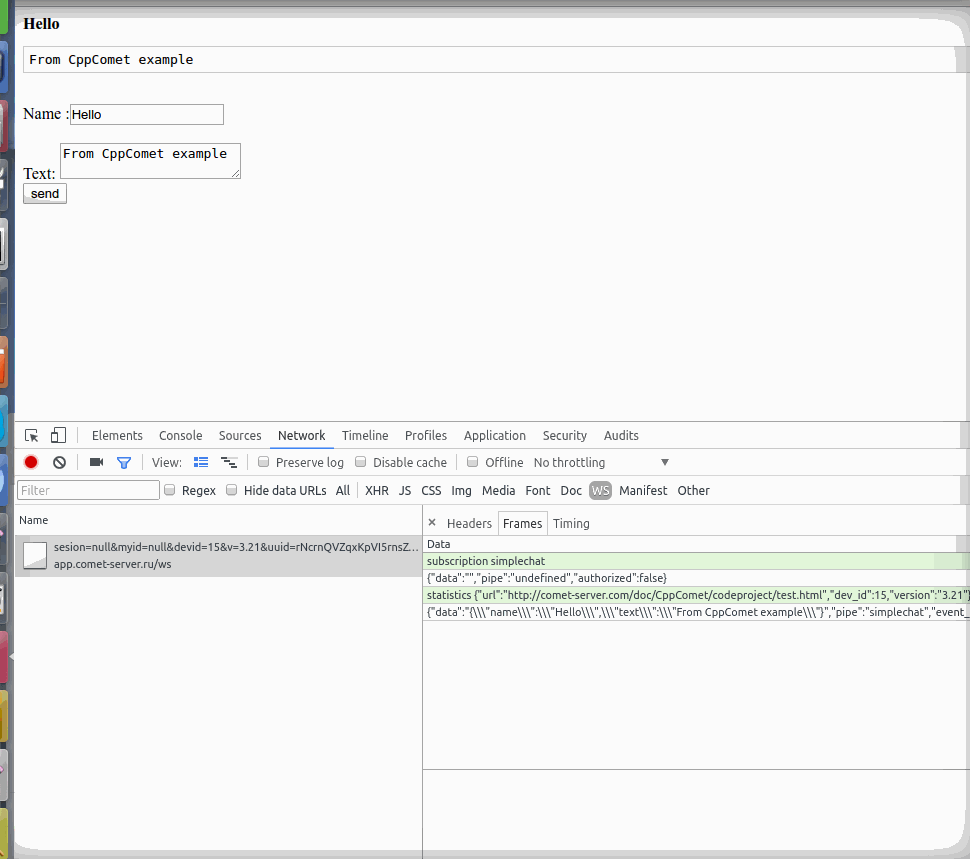 Hello
From CppComet example
Name :Hello
From CppComet example
Text:
send
Elements Console Sources Network Timeline Profiles Application Security Audits
View: Preserve log Disable cache Offline No throttling
Filter Regex Hide data URLs All XHR JS CSS Img Media Font Doc WS Manifest Other
Name
× Headers Frames Timing
Data
sesion=null&myid=null&devid=15&v=3.21&uuid=rNcrnQVZqxKpVI5rnsZ...
app.comet-server.ru/ws
subscription simplechat
{"data":"","pipe":"undefined","authorized":false}
statistics {"url":"http://comet-server.com/doc/CppComet/codeproject/test.html","dev_id":15,"version":"3.21"}
{"data":"{\\\"name\\\":\\\"Hello\\\",\\\"text\\\":\\\"From CppComet example\\\"}","pipe":"simplechat","event_